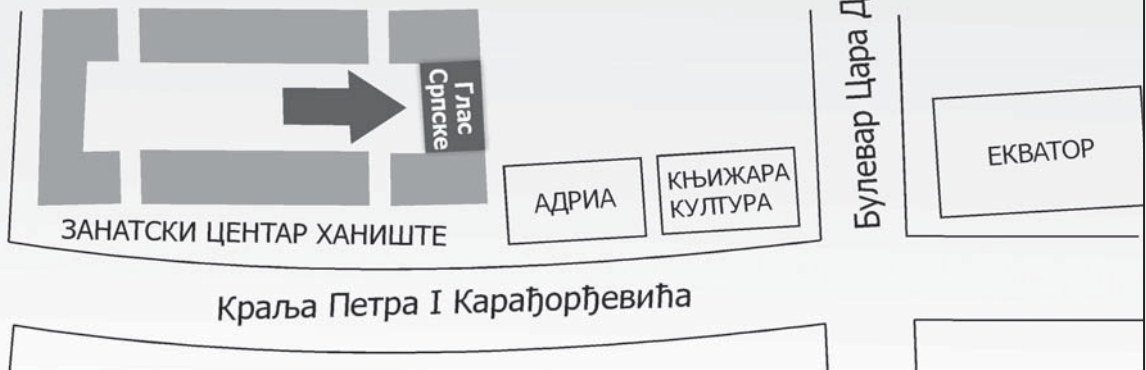 Глас
Српске
ЗАНАТСКИ ЦЕНТАР ХАНИШТЕ
АДРИА
КЊИЖАРА
КУЛТУРА
Булевар Цара
ЕКВАТОР
Краља Петра I Карађорђевића